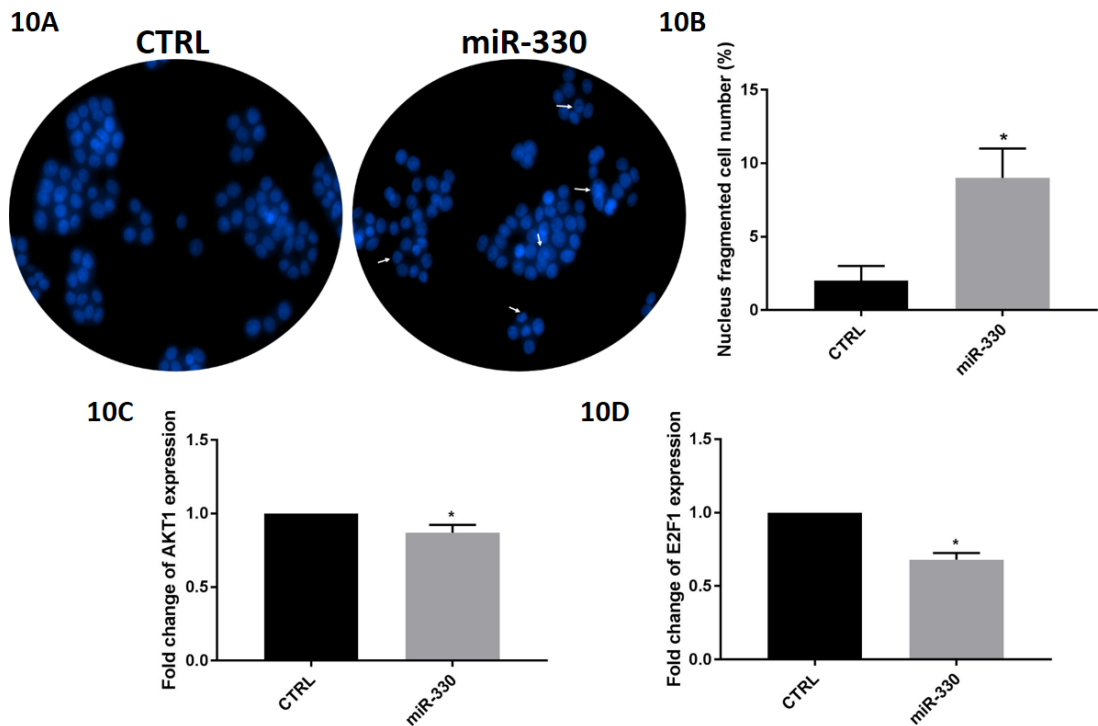 10A
CTRL
miR-330
10B
Nucleus fragmented cell number (%)
15
10
5
0
*
CTRL
miR-330
10C
Fold change of AKT1 expression
1.5
1.0
0.5
0.0
*
CTRL
miR-330
10D
Fold change of E2F1 expression
1.5
1.0
0.5
0.0
*
CTRL
miR-330